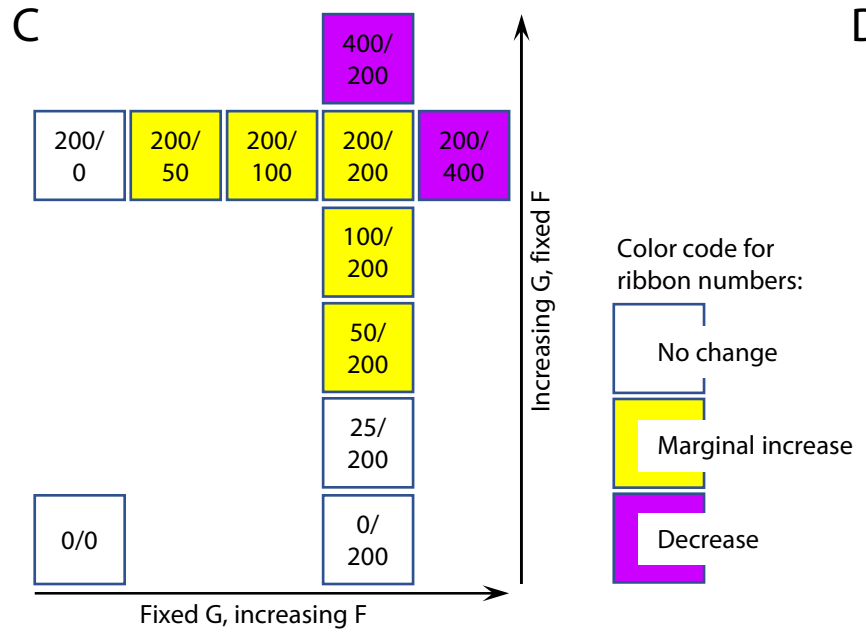 C
D
400/
200
200/
0
200/
50
200/
100
200/
200
200/
400
100/
200
50/
200
25/
200
0/0
0/
200
Increasing G, fixed F
Fixed G, increasing F
Color code for
ribbon numbers:
No change
Marginal increase
Decrease